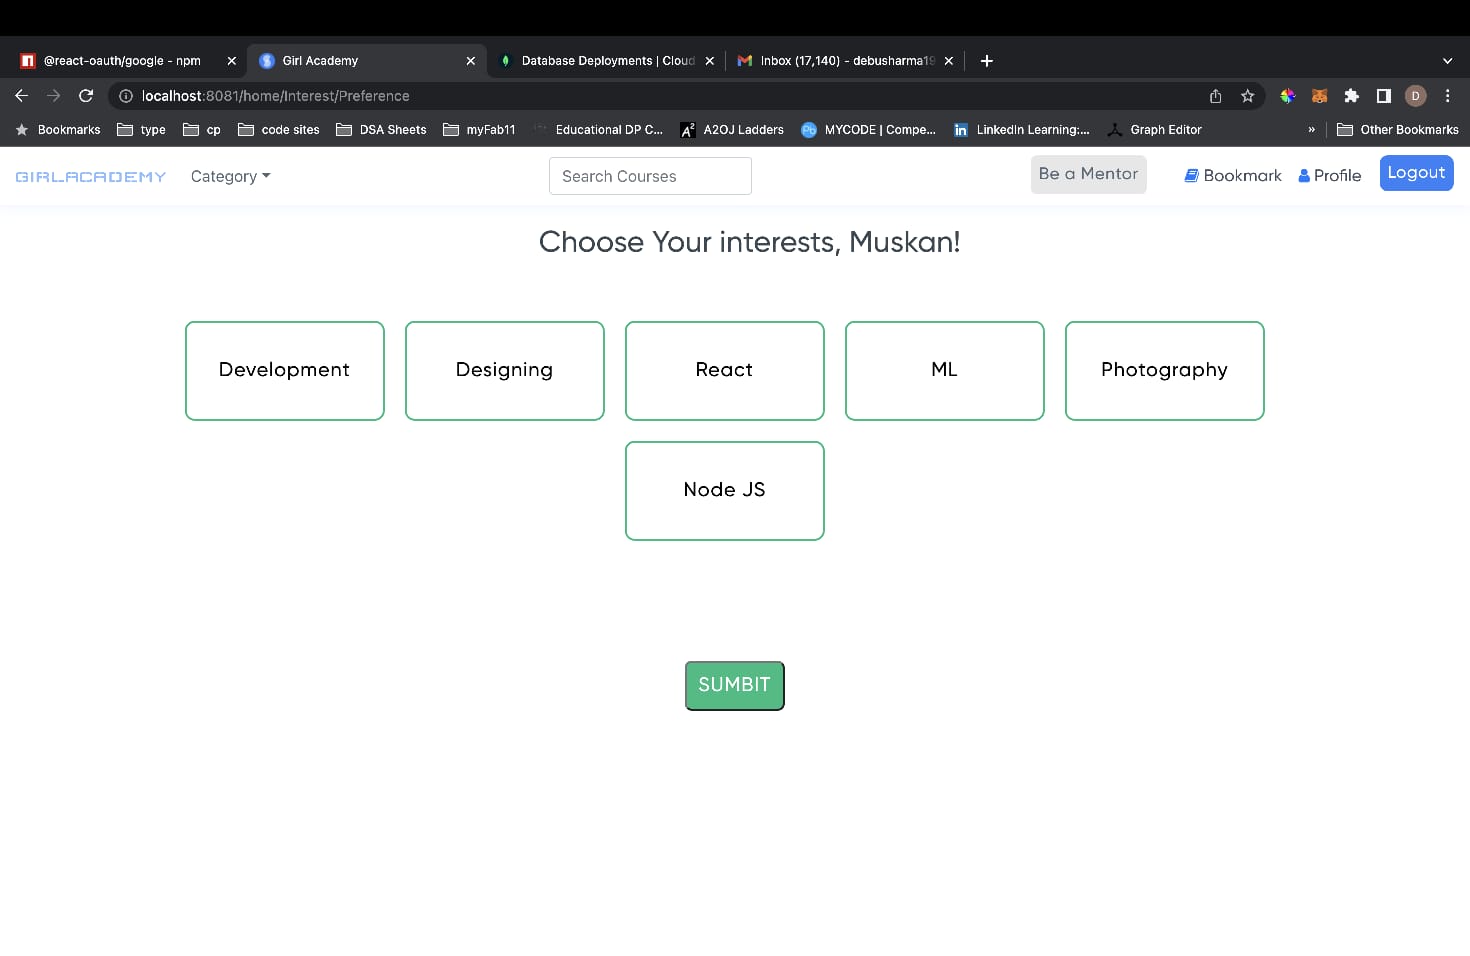 @react-oauth/google - npm
Girl Academy
Database Deployments | Cloud
Inbox (17,140) - debusharma19
localhost:8081/home/Interest/Preference
D
Bookmarks type cp code sites DSA Sheets myFab11 Educational DP C... A² A2OJ Ladders Pb MYCODE | Compe... in LinkedIn Learning:... Graph Editor » Other Bookmarks
GIRLACADEMY Category Search Courses Be a Mentor Bookmark Profile Logout
Choose Your interests, Muskan!
Development Designing React ML Photography
Node JS
SUMBIT